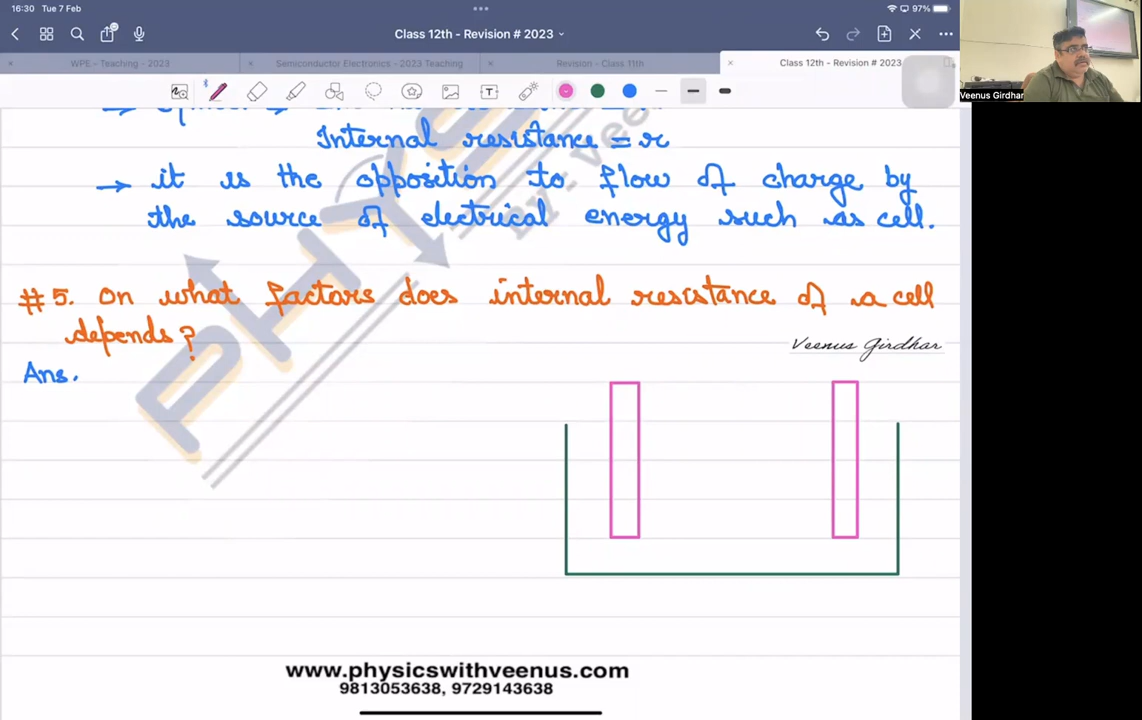 16:30 Tue 7 Feb
97%
Class 12th - Revision # 2023
WPE - Teaching - 2023
Semiconductor Electronics - 2023 Teaching
Revision - Class 11th
Class 12th - Revision # 2023
Veenus Girdhar
Internal resistance = r
→ it is the opposition to flow of charge by
the source of electrical energy such as cell.
# 5. On what factors does internal resistance of a cell
depends?
Veenus Girdhar
Ans.
PHYS
By:-Vee
www.physicswithveenus.com
9813053638, 9729143638